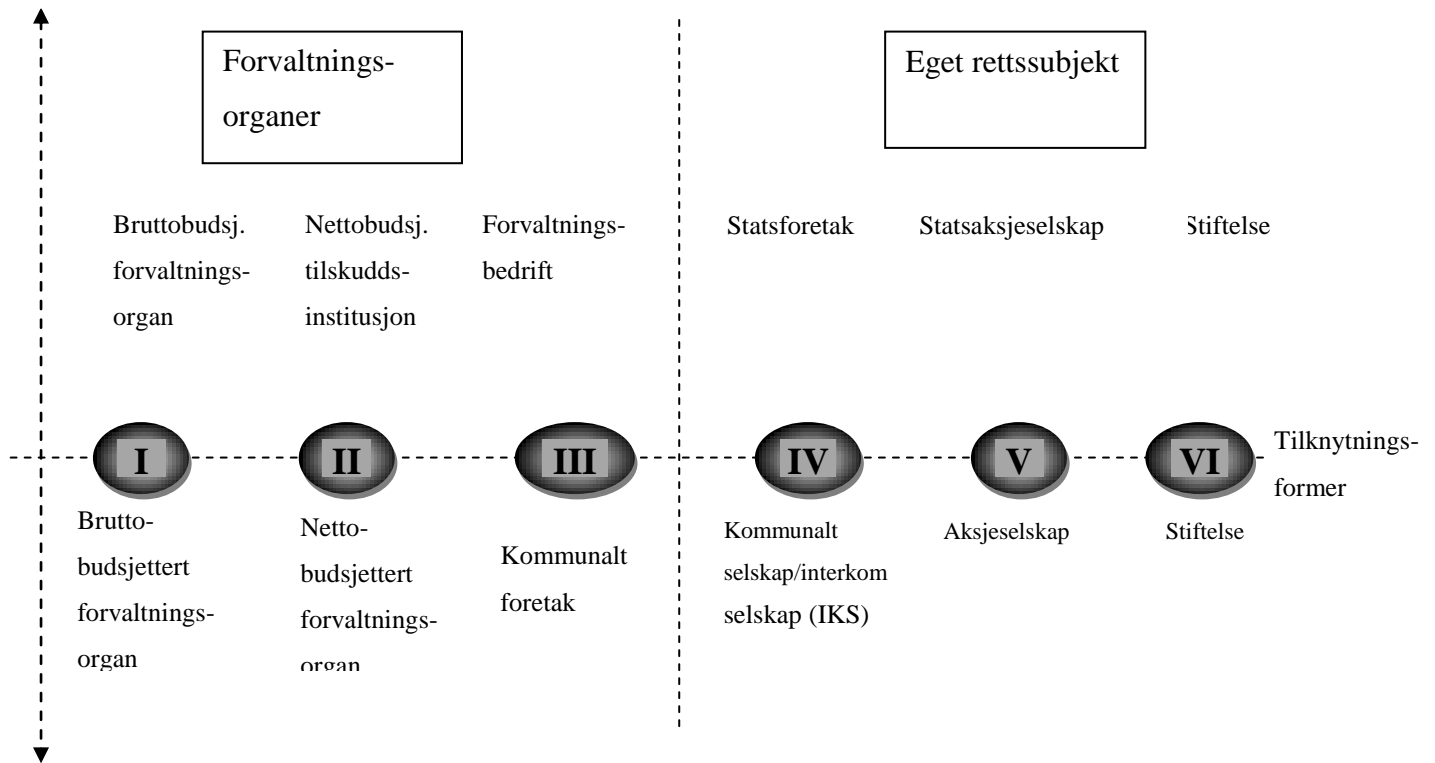 Forvaltnings-
organer
Eget rettssubjekt
Bruttobudsj.
forvaltnings-
organ
Nettobudsj.
tilskudds-
institusjon
Forvaltnings-
bedrift
Statsforetak
Statsaksjeselskap
Stiftelse
I
II
III
IV
V
VI
Tilknytnings-
former
Brutto-
budsjettert
forvaltnings-
organ
Netto-
budsjettert
forvaltnings-
organ
Kommunalt
foretak
Kommunalt
selskap/interkom
selskap (IKS)
Aksjeselskap
Stiftelse